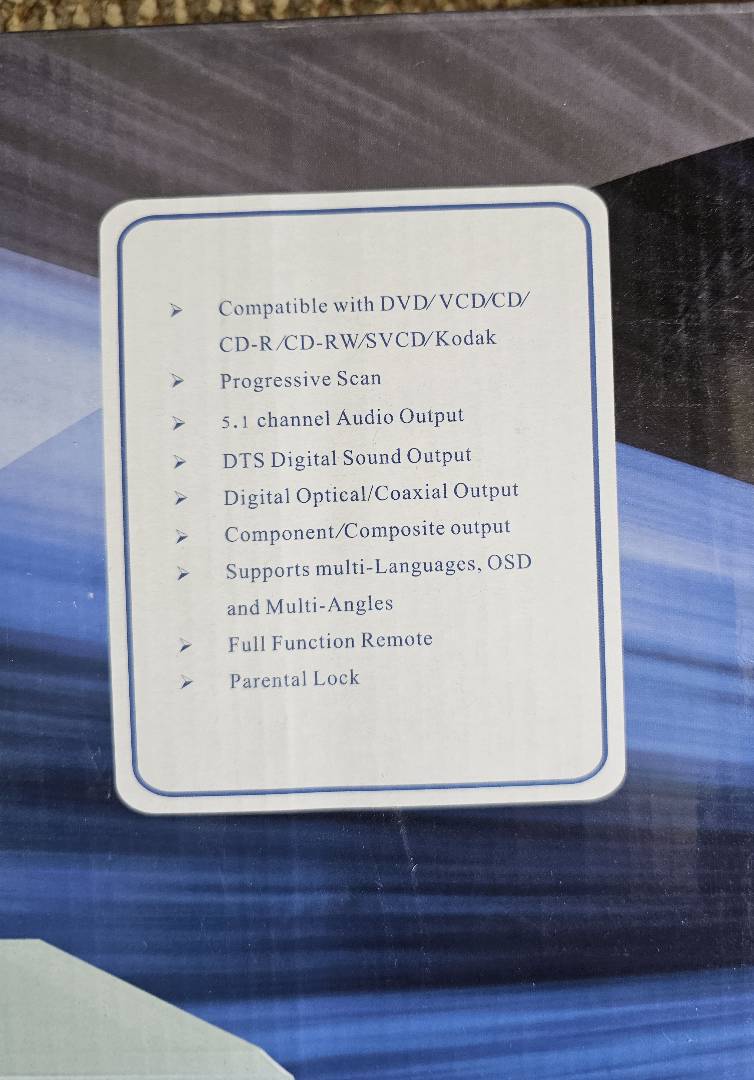 ➢ Compatible with DVD/VCD/CD/
CD-R/CD-RW/SVCD/Kodak
➢ Progressive Scan
➢ 5.1 channel Audio Output
➢ DTS Digital Sound Output
➢ Digital Optical/Coaxial Output
➢ Component/Composite output
➢ Supports multi-Languages, OSD
and Multi-Angles
➢ Full Function Remote
➢ Parental Lock